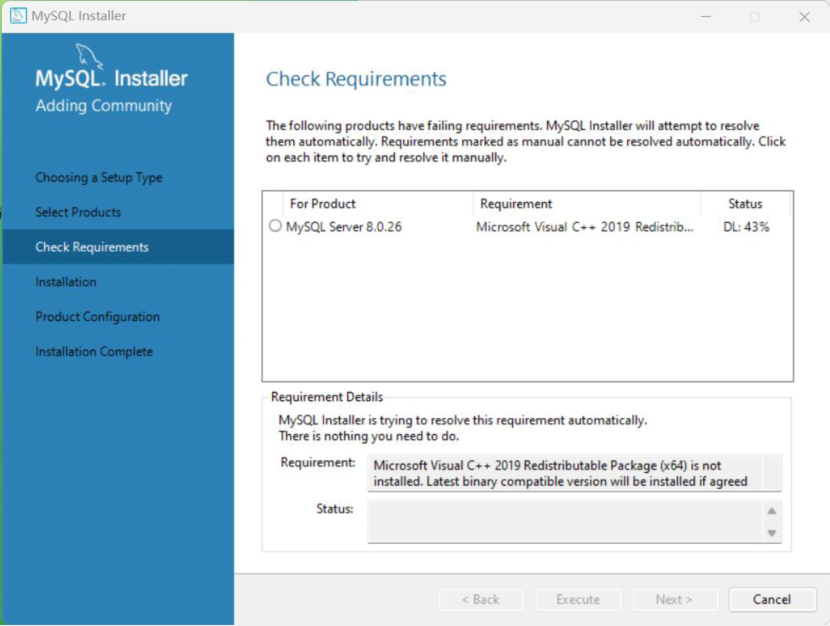 MySQL Installer
MySQL. Installer
Adding Community
Choosing a Setup Type
Select Products
Check Requirements
Installation
Product Configuration
Installation Complete
Check Requirements
The following products have failing requirements. MySQL Installer will attempt to resolve
them automatically. Requirements marked as manual cannot be resolved automatically. Click
on each item to try and resolve it manually.
For Product Requirement Status
MySQL Server 8.0.26 Microsoft Visual C++ 2019 Redistrib... DL: 43%
Requirement Details
MySQL Installer is trying to resolve this requirement automatically.
There is nothing you need to do.
Requirement: Microsoft Visual C++ 2019 Redistributable Package (x64) is not
installed. Latest binary compatible version will be installed if agreed
Status:
< Back Execute Next > Cancel